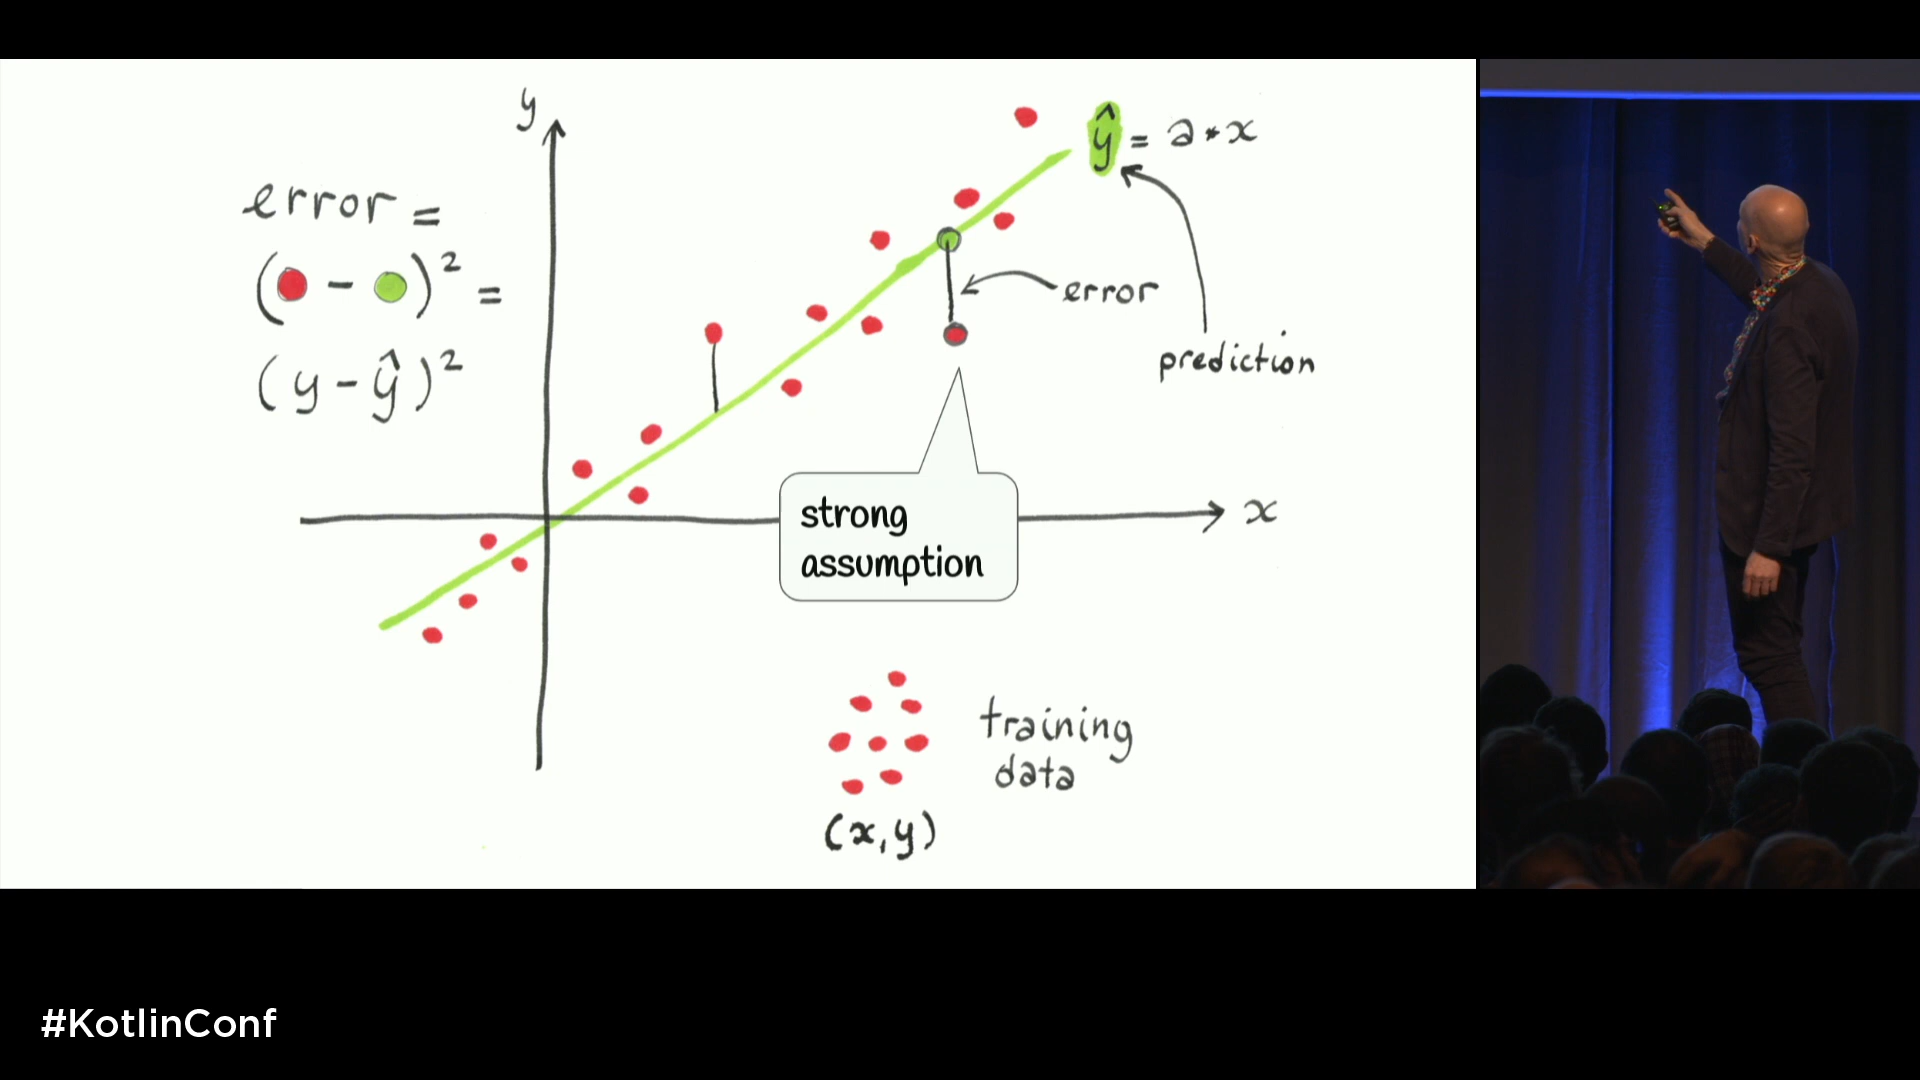 y
ŷ = a * x
error =
(● - ●)² =
(y - ŷ)²
error
prediction
strong
assumption
x
training
data
(x, y)
#KotlinConf